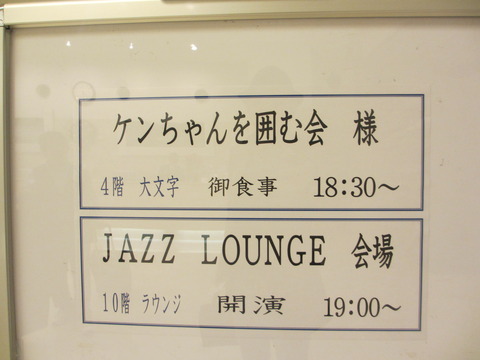 ケンちゃんを囲む会 様
4階 大文字 御食事 18:30～
JAZZ LOUNGE 会場
10階 ラウンジ 開演 19:00～